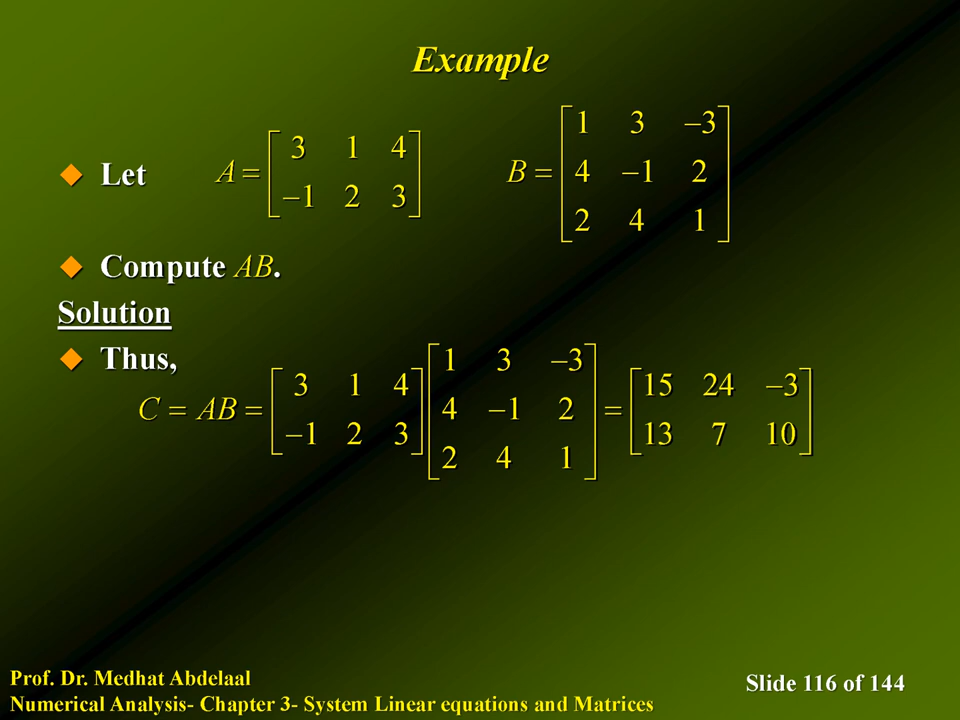 Example
◆ Let A = [3 1 4; –1 2 3] B = [1 3 –3; 4 –1 2; 2 4 1]
◆ Compute AB.
Solution
◆ Thus,
C = AB = [3 1 4; –1 2 3] [1 3 –3; 4 –1 2; 2 4 1] = [15 24 –3; 13 7 10]
Prof. Dr. Medhat Abdelaal
Numerical Analysis- Chapter 3- System Linear equations and Matrices
Slide 116 of 144